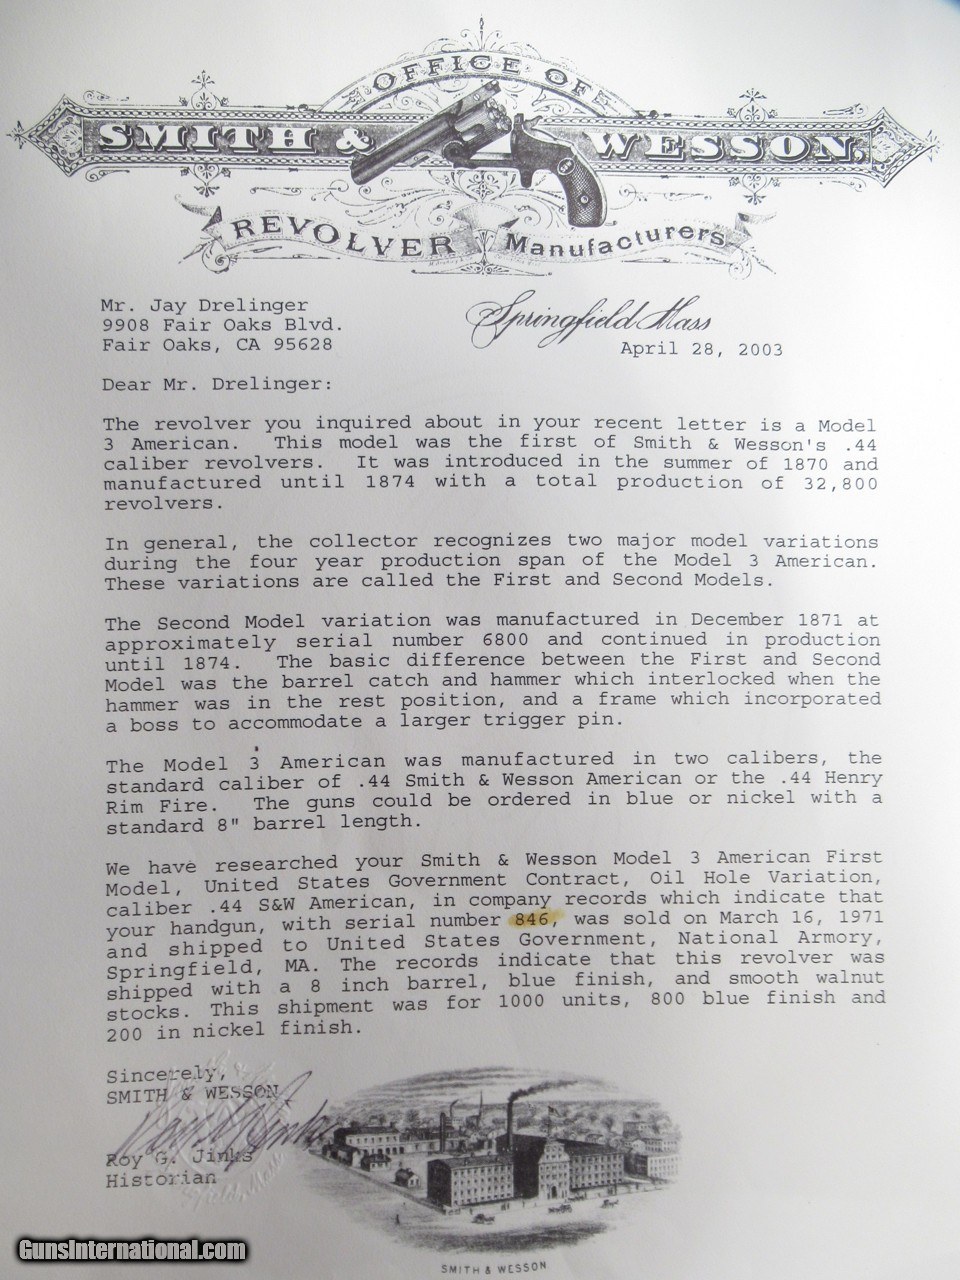 OFFICE OF
SMITH & WESSON,
REVOLVER Manufacturers
Springfield Mass
April 28, 2003
Mr. Jay Drelinger
9908 Fair Oaks Blvd.
Fair Oaks, CA 95628
Dear Mr. Drelinger:
The revolver you inquired about in your recent letter is a Model
3 American. This model was the first of Smith & Wesson's .44
caliber revolvers. It was introduced in the summer of 1870 and
manufactured until 1874 with a total production of 32,800
revolvers.
In general, the collector recognizes two major model variations
during the four year production span of the Model 3 American.
These variations are called the First and Second Models.
The Second Model variation was manufactured in December 1871 at
approximately serial number 6800 and continued in production
until 1874. The basic difference between the First and Second
Model was the barrel catch and hammer which interlocked when the
hammer was in the rest position, and a frame which incorporated
a boss to accommodate a larger trigger pin.
The Model 3 American was manufactured in two calibers, the
standard caliber of .44 Smith & Wesson American or the .44 Henry
Rim Fire. The guns could be ordered in blue or nickel with a
standard 8" barrel length.
We have researched your Smith & Wesson Model 3 American First
Model, United States Government Contract, Oil Hole Variation,
caliber .44 S&W American, in company records which indicate that
your handgun, with serial number 846, was sold on March 16, 1971
and shipped to United States Government, National Armory,
Springfield, MA. The records indicate that this revolver was
shipped with a 8 inch barrel, blue finish, and smooth walnut
stocks. This shipment was for 1000 units, 800 blue finish and
200 in nickel finish.
Sincerely,
SMITH & WESSON
Roy G. Jinks
Roy G. Jinks
Historian
SMITH & WESSON
GunsInternational.com